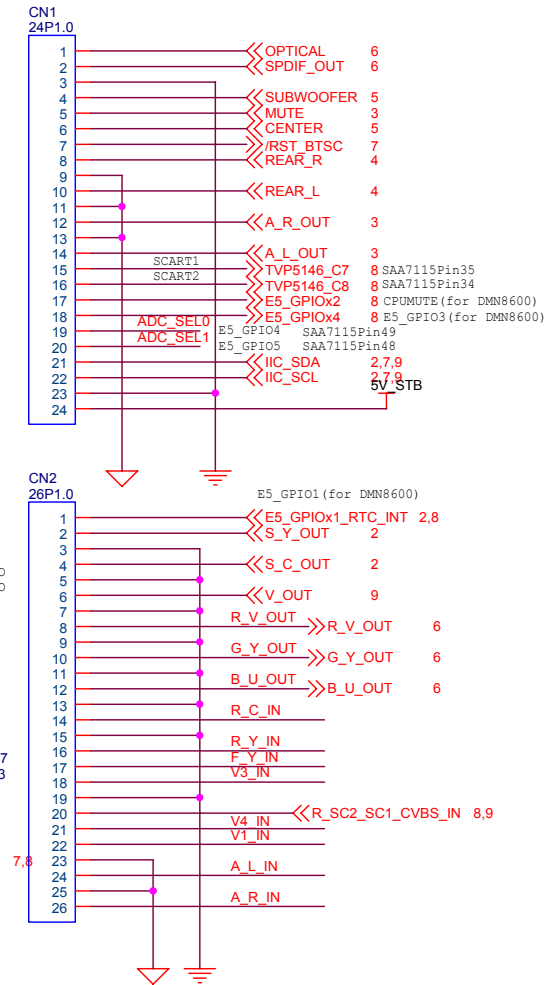 CN1
24P1.0
1 OPTICAL 6
2 SPDIF_OUT 6
3
4 SUBWOOFER 5
5 MUTE 3
6 CENTER 5
7 /RST_BTSC 7
8 REAR_R 4
9
10 REAR_L 4
11
12 A_R_OUT 3
13
14 A_L_OUT 3
15 SCART1 TVP5146_C7 8 SAA7115Pin35
16 SCART2 TVP5146_C8 8 SAA7115Pin34
17 E5_GPIOx2 8 CPUMUTE(for DMN8600)
18 E5_GPIOx4 8 E5_GPIO3(for DMN8600)
19 ADC_SEL0 E5_GPIO4 SAA7115Pin49
20 ADC_SEL1 E5_GPIO5 SAA7115Pin48
21 IIC_SDA 2,7,9
22 IIC_SCL 2,7,9
23 5V_STB
24
CN2
26P1.0
E5_GPIO1(for DMN8600)
1 E5_GPIOx1_RTC_INT 2,8
2 S_Y_OUT 2
3
4 S_C_OUT 2
5
6 V_OUT 9
7
8 R_V_OUT R_V_OUT 6
9
10 G_Y_OUT G_Y_OUT 6
11
12 B_U_OUT B_U_OUT 6
13
14 R_C_IN
15
16 R_Y_IN
7
17 F_Y_IN
3
18 V3_IN
19
20 R_SC2_SC1_CVBS_IN 8,9
21 V4_IN
22 V1_IN
7,8 23
24 A_L_IN
25
26 A_R_IN